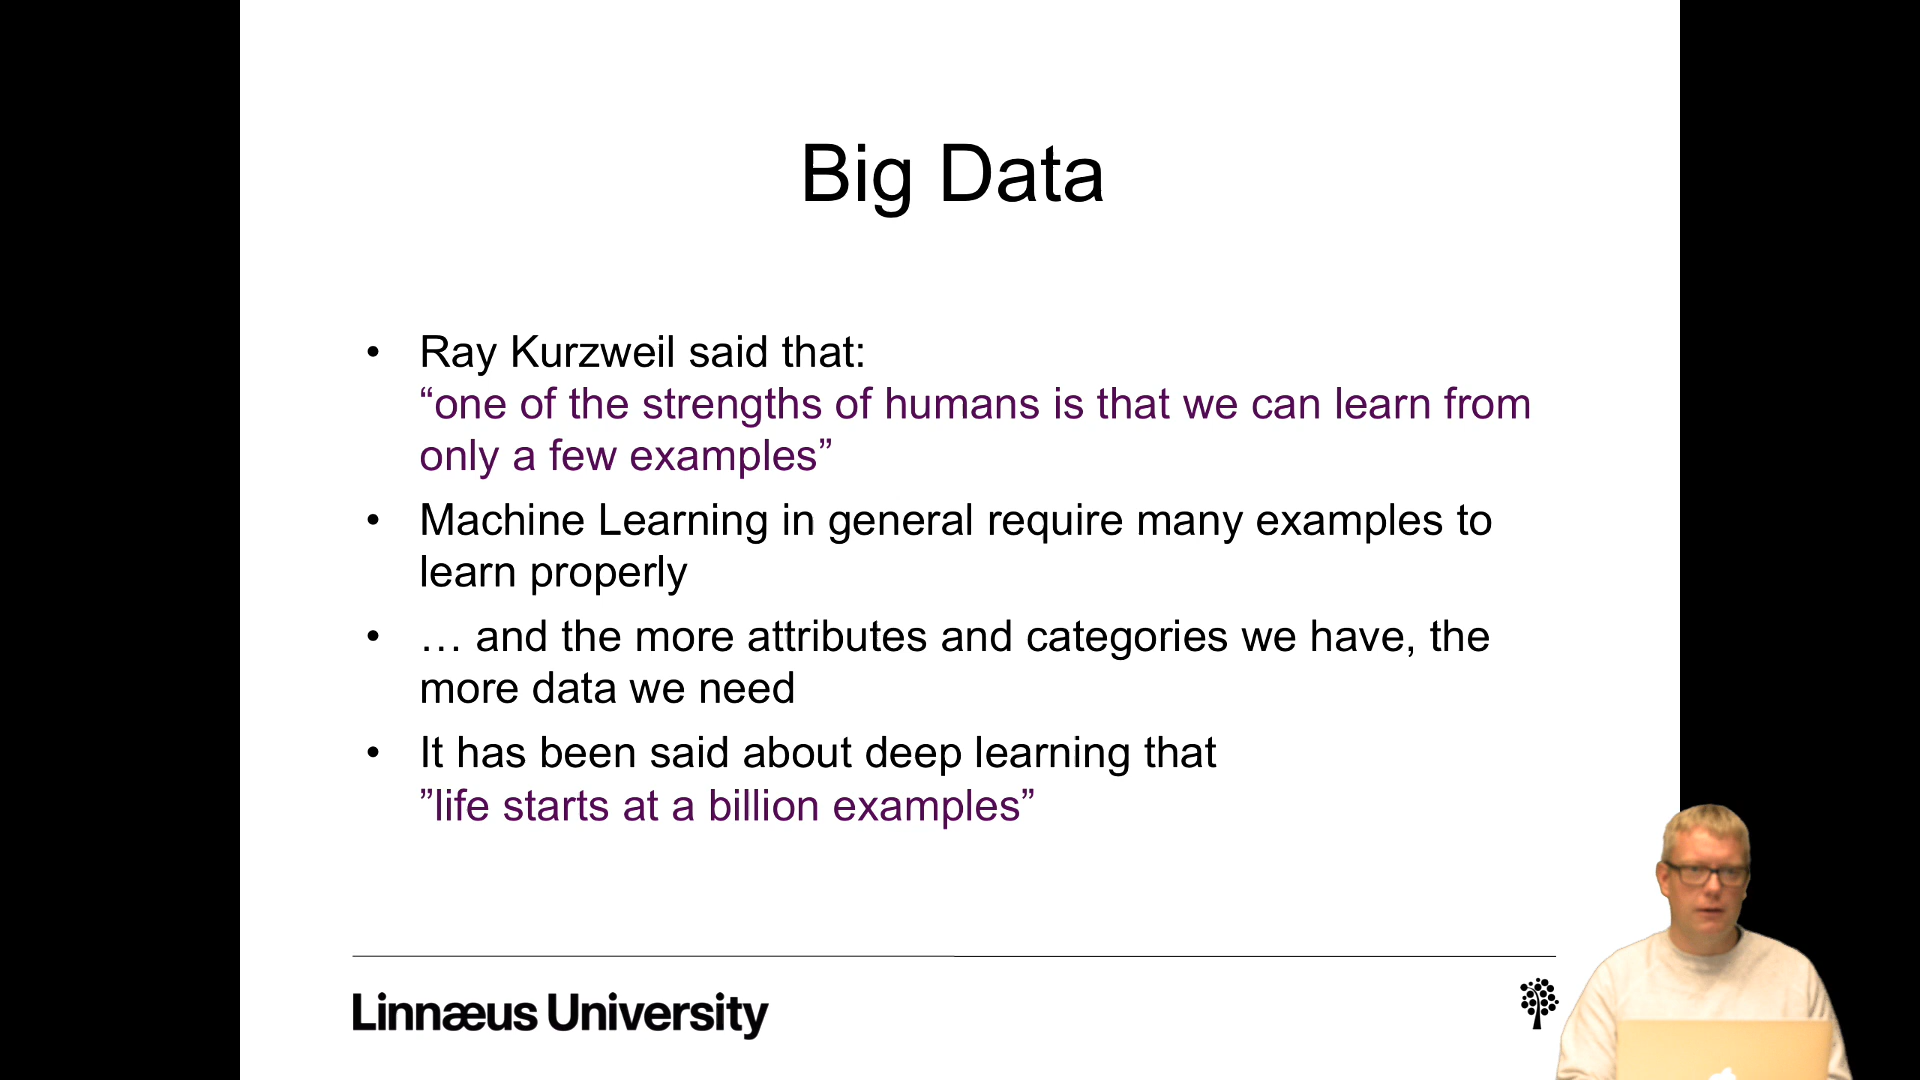 Big Data
• Ray Kurzweil said that:
“one of the strengths of humans is that we can learn from
only a few examples”
• Machine Learning in general require many examples to
learn properly
• … and the more attributes and categories we have, the
more data we need
• It has been said about deep learning that
”life starts at a billion examples”
Linnæus University